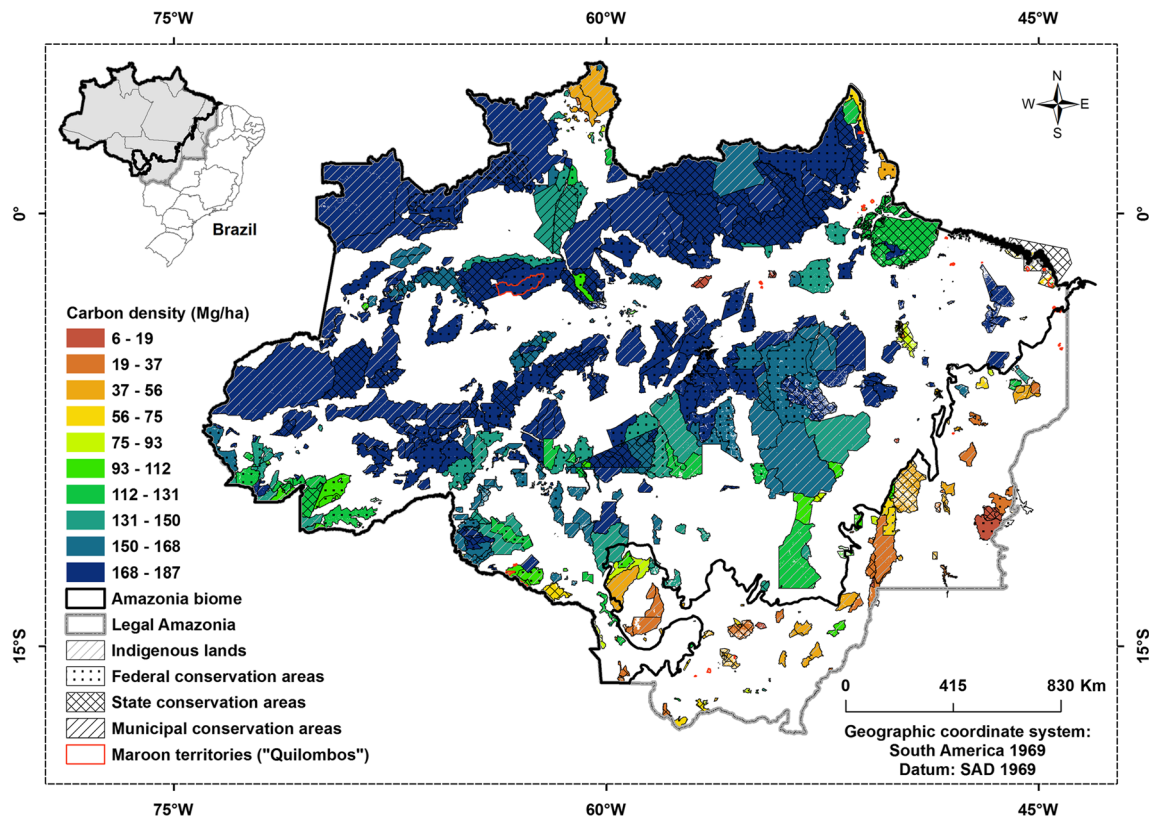 75°W
60°W
45°W
N
W
E
S
0°
0°
Brazil
Carbon density (Mg/ha)
6 - 19
19 - 37
37 - 56
56 - 75
75 - 93
93 - 112
112 - 131
131 - 150
150 - 168
168 - 187
Amazonia biome
Legal Amazonia
Indigenous lands
Federal conservation areas
State conservation areas
Municipal conservation areas
Maroon territories ("Quilombos")
15°S
15°S
0
415
830 Km
Geographic coordinate system:
South America 1969
Datum: SAD 1969
75°W
60°W
45°W